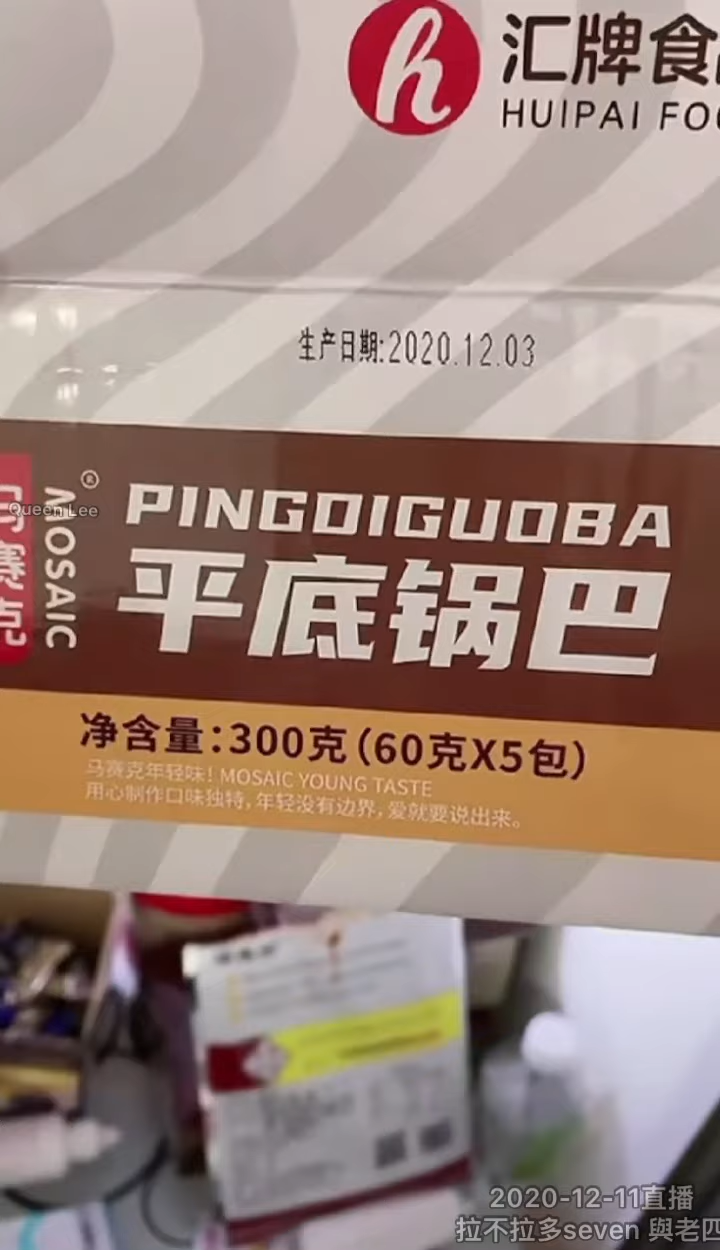 汇牌食
HUIPAI FOO
生产日期:2020.12.03
马赛克
MOSAIC
®
Queen Lee
PINGDIGUOBA
平底锅巴
净含量:300克(60克X5包)
马赛克年轻味! MOSAIC YOUNG TASTE
用心制作口味独特,年轻没有边界,爱就要说出来。
2020-12-11直播
拉不拉多seven 與老四